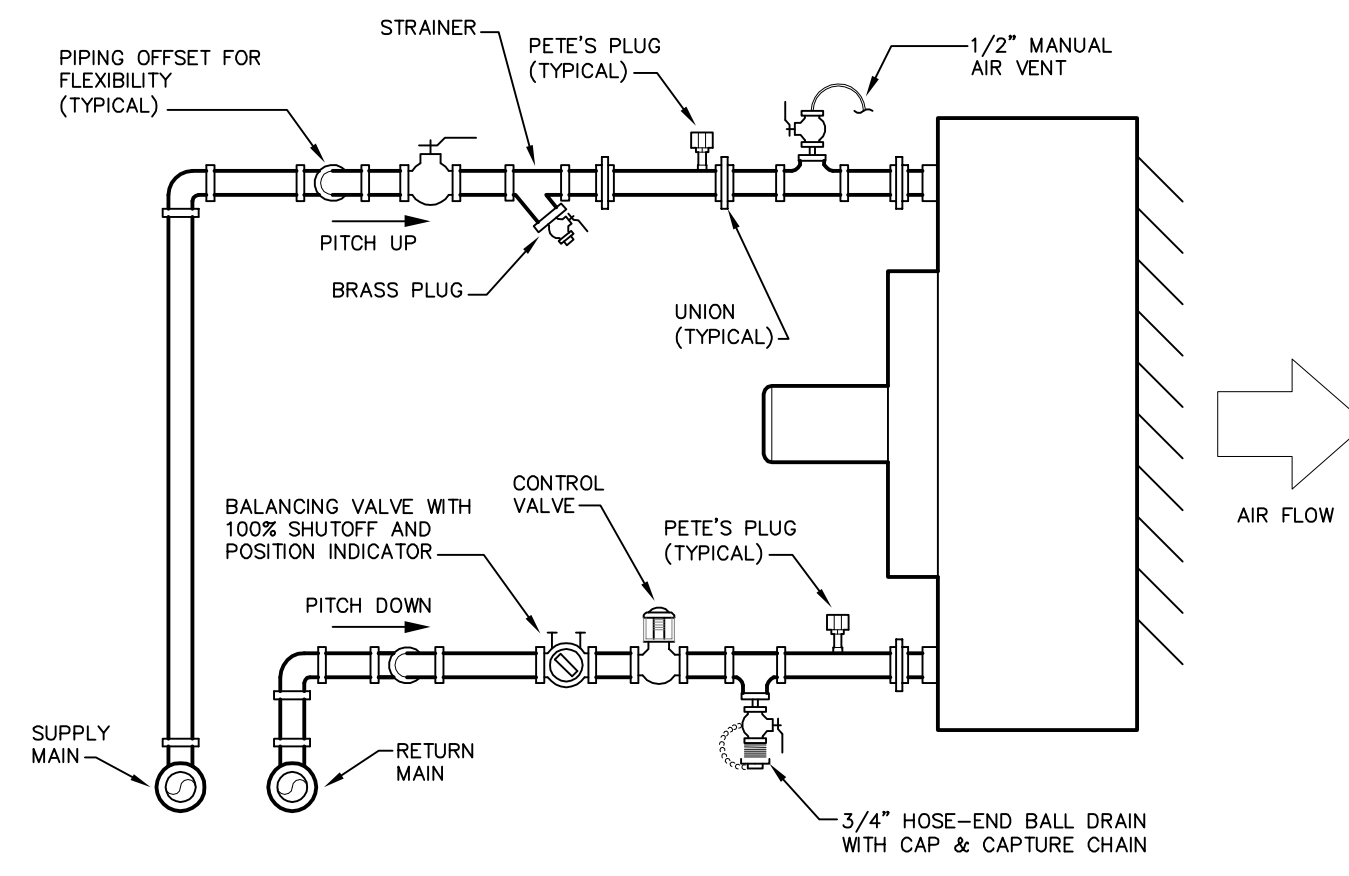 STRAINER
PIPING OFFSET FOR
FLEXIBILITY
(TYPICAL)
PETE'S PLUG
(TYPICAL)
1/2" MANUAL
AIR VENT
PITCH UP
BRASS PLUG
UNION
(TYPICAL)
CONTROL
VALVE
BALANCING VALVE WITH
100% SHUTOFF AND
POSITION INDICATOR
PETE'S PLUG
(TYPICAL)
AIR FLOW
PITCH DOWN
SUPPLY
MAIN
RETURN
MAIN
3/4" HOSE-END BALL DRAIN
WITH CAP & CAPTURE CHAIN